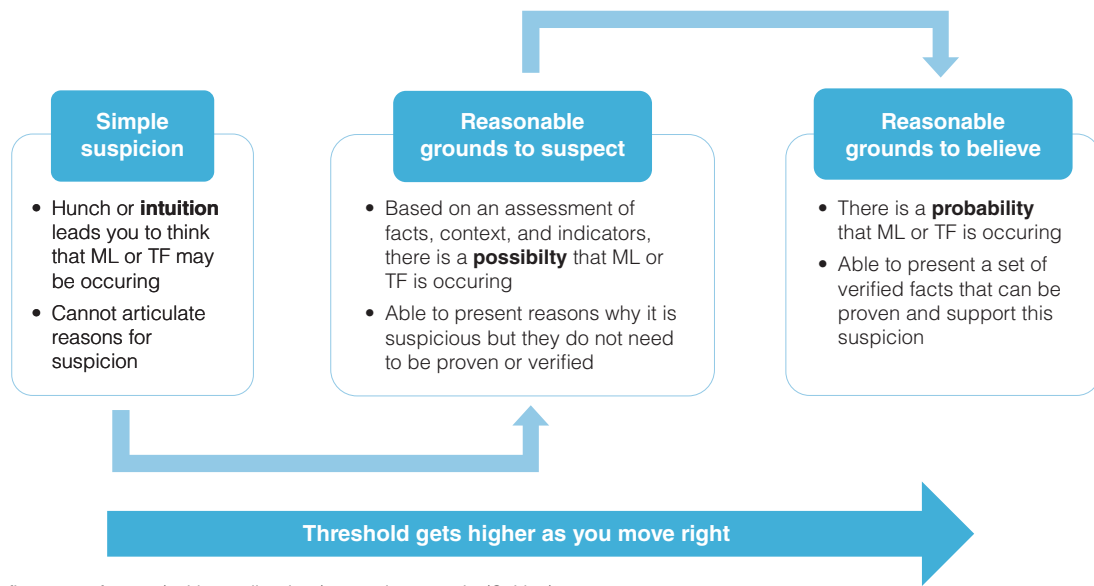 Simple
suspicion
• Hunch or intuition
leads you to think
that ML or TF may
be occuring
• Cannot articulate
reasons for
suspicion
Reasonable
grounds to suspect
• Based on an assessment of
facts, context, and indicators,
there is a possibilty that ML or
TF is occuring
• Able to present reasons why it is
suspicious but they do not need
to be proven or verified
Reasonable
grounds to believe
• There is a probability
that ML or TF is occuring
• Able to present a set of
verified facts that can be
proven and support this
suspicion
Threshold gets higher as you move right